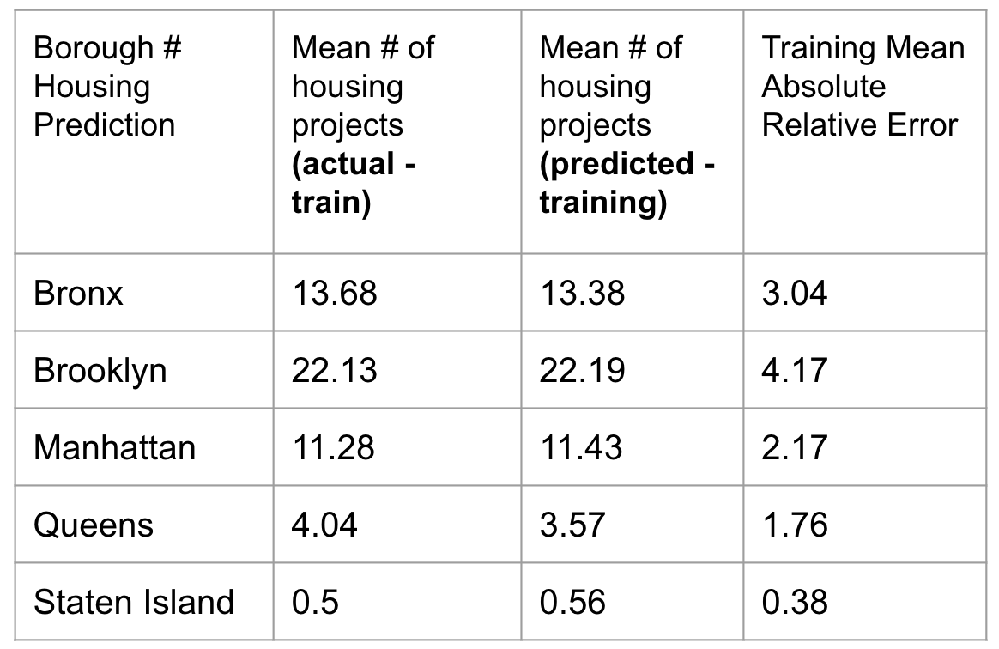 Borough #
Housing
Prediction
Mean # of
housing
projects
(actual -
train)
Mean # of
housing
projects
(predicted -
training)
Training Mean
Absolute
Relative Error
Bronx 13.68 13.38 3.04
Brooklyn 22.13 22.19 4.17
Manhattan 11.28 11.43 2.17
Queens 4.04 3.57 1.76
Staten Island 0.5 0.56 0.38